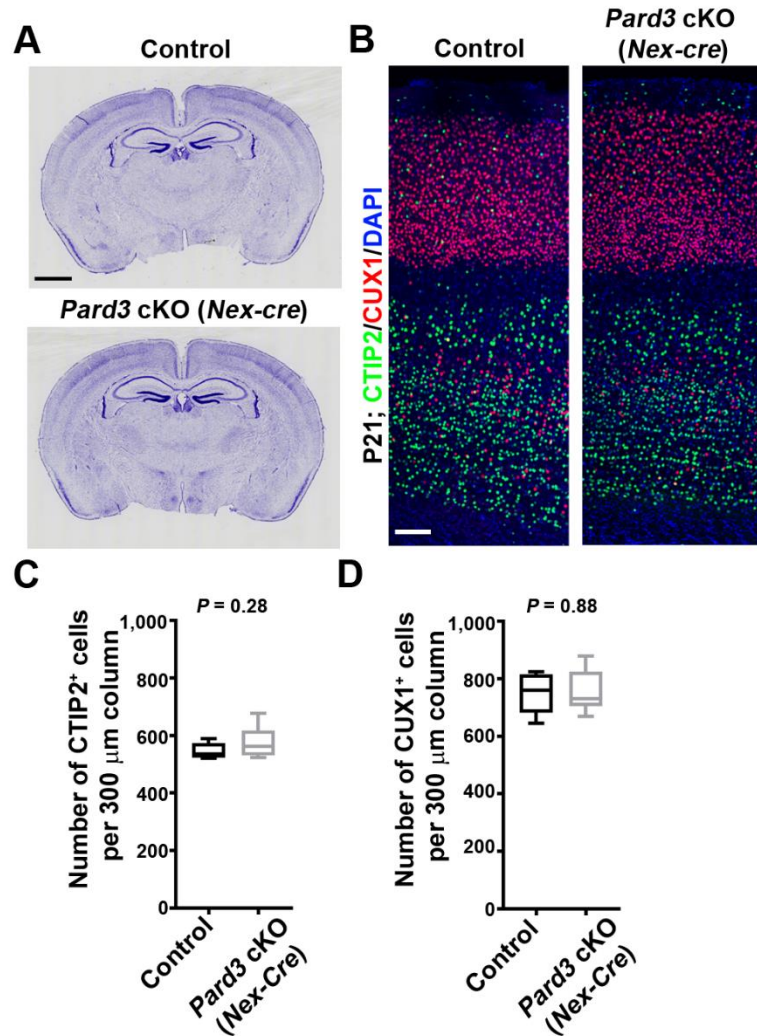 A
Control
Pard3 cKO (Nex-cre)
B
Control
Pard3 cKO
(Nex-cre)
P21; CTIP2/CUX1/DAPI
C
P = 0.28
Number of CTIP2⁺ cells
per 300 μm column
1,000
800
600
400
200
0
Control
Pard3 cKO
(Nex-Cre)
D
P = 0.88
Number of CUX1⁺ cells
per 300 μm column
1,000
800
600
400
200
0
Control
Pard3 cKO
(Nex-Cre)